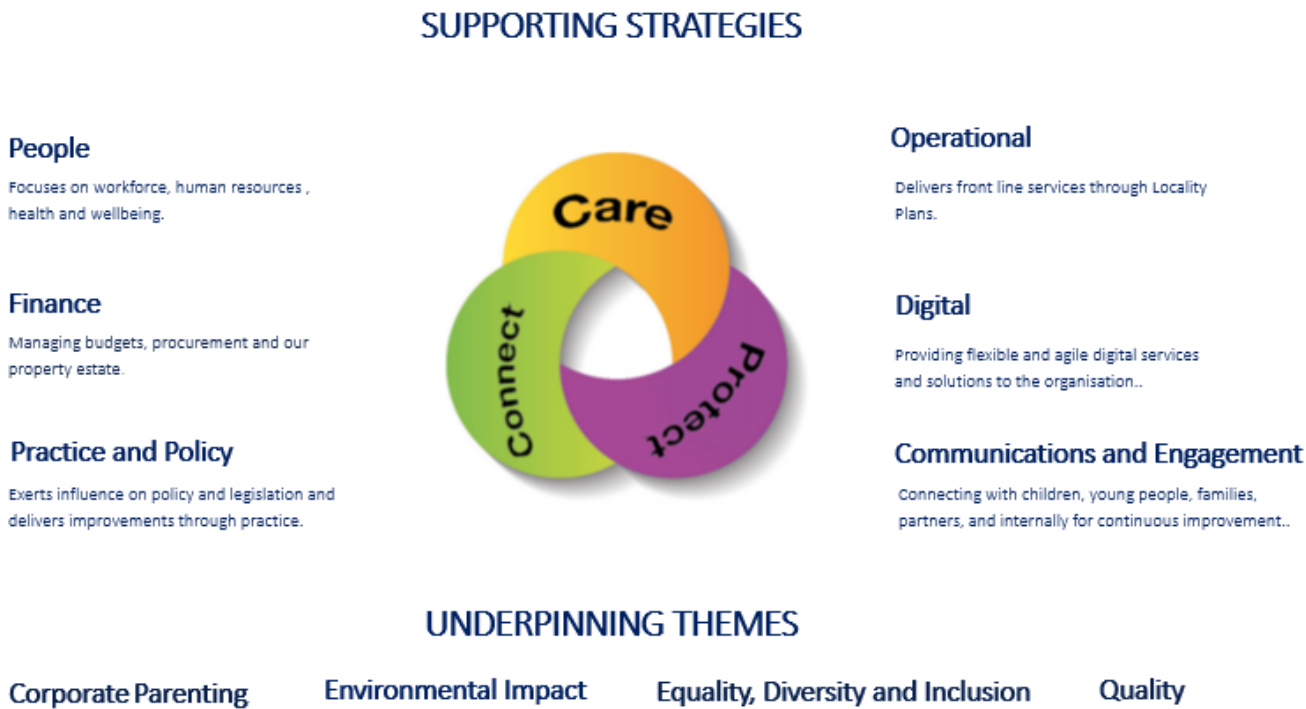 SUPPORTING STRATEGIES
People
Focuses on workforce, human resources ,
health and wellbeing.
Finance
Managing budgets, procurement and our
property estate.
Practice and Policy
Exerts influence on policy and legislation and
delivers improvements through practice.
Care
Connect
Protect
Operational
Delivers front line services through Locality
Plans.
Digital
Providing flexible and agile digital services
and solutions to the organisation..
Communications and Engagement
Connecting with children, young people, families,
partners, and internally for continuous improvement..
UNDERPINNING THEMES
Corporate Parenting
Environmental Impact
Equality, Diversity and Inclusion
Quality